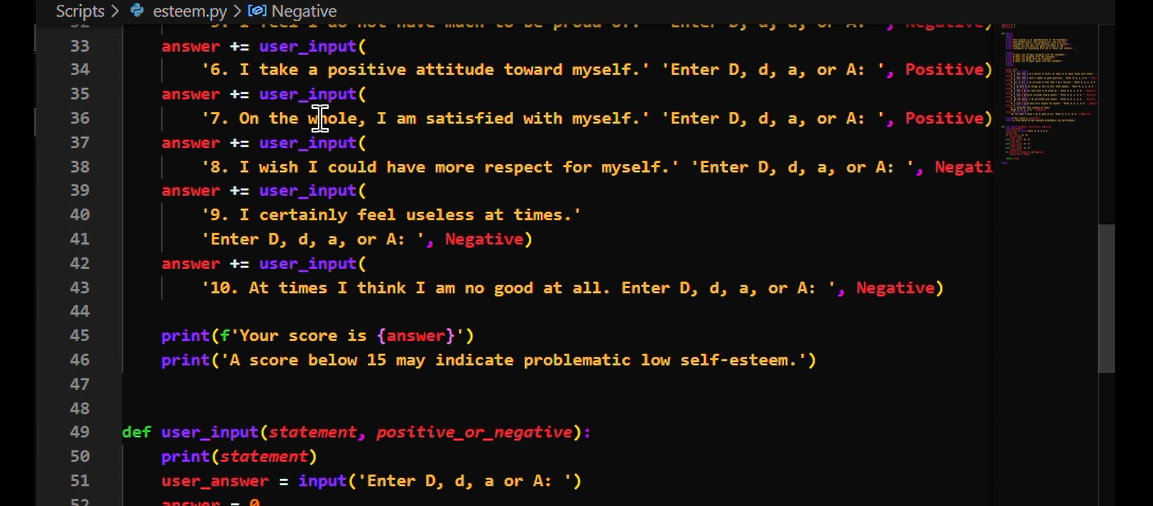 Scripts > esteem.py > Negative
33 answer += user_input(
34 '6. I take a positive attitude toward myself.' 'Enter D, d, a, or A: ', Positive)
35 answer += user_input(
36 '7. On the whole, I am satisfied with myself.' 'Enter D, d, a, or A: ', Positive)
37 answer += user_input(
38 '8. I wish I could have more respect for myself.' 'Enter D, d, a, or A: ', Negati
39 answer += user_input(
40 '9. I certainly feel useless at times.'
41 'Enter D, d, a, or A: ', Negative)
42 answer += user_input(
43 '10. At times I think I am no good at all. Enter D, d, a, or A: ', Negative)
44
45 print(f'Your score is {answer}')
46 print('A score below 15 may indicate problematic low self-esteem.')
47
48
49 def user_input(statement, positive_or_negative):
50 print(statement)
51 user_answer = input('Enter D, d, a or A: ')
52 answer = 0